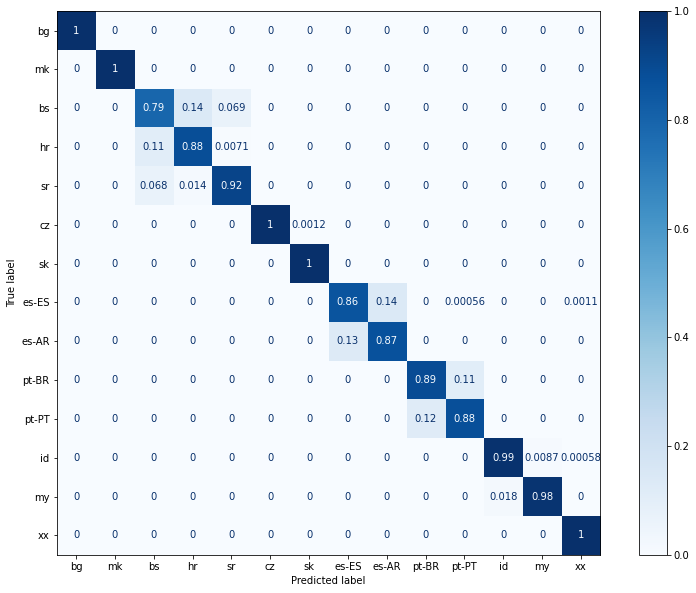 bg 1 0 0 0 0 0 0 0 0 0 0 0 0 0
mk 0 1 0 0 0 0 0 0 0 0 0 0 0 0
bs 0 0 0.79 0.14 0.069 0 0 0 0 0 0 0 0 0
hr 0 0 0.11 0.88 0.0071 0 0 0 0 0 0 0 0 0
sr 0 0 0.068 0.014 0.92 0 0 0 0 0 0 0 0 0
cz 0 0 0 0 0 1 0.0012 0 0 0 0 0 0 0
sk 0 0 0 0 0 0 1 0 0 0 0 0 0 0
es-ES 0 0 0 0 0 0 0 0.86 0.14 0 0.00056 0 0 0.0011
es-AR 0 0 0 0 0 0 0 0.13 0.87 0 0 0 0 0
pt-BR 0 0 0 0 0 0 0 0 0 0.89 0.11 0 0 0
pt-PT 0 0 0 0 0 0 0 0 0 0.12 0.88 0 0 0
id 0 0 0 0 0 0 0 0 0 0 0 0.99 0.0087 0.00058
my 0 0 0 0 0 0 0 0 0 0 0 0.018 0.98 0
xx 0 0 0 0 0 0 0 0 0 0 0 0 0 1
bg mk bs hr sr cz sk es-ES es-AR pt-BR pt-PT id my xx
Predicted label
True label
1.0
0.8
0.6
0.4
0.2
0.0